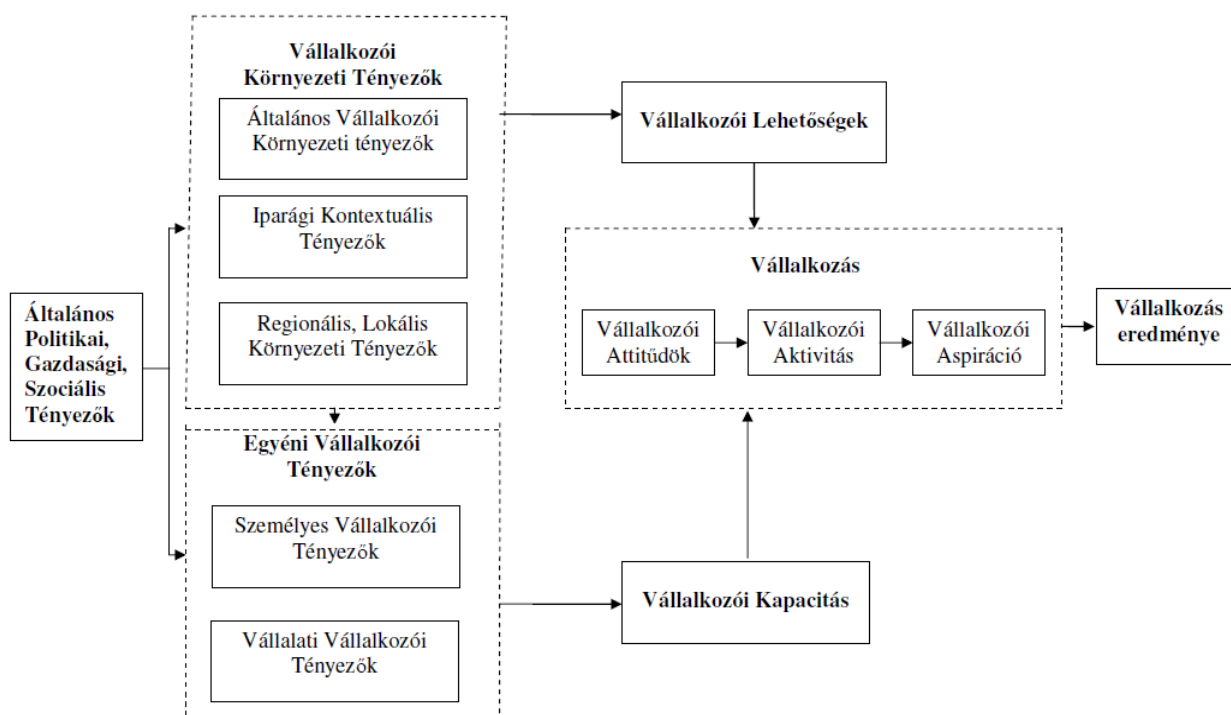 Vállalkozói
Környezeti Tényezők
Általános Vállalkozói
Környezeti tényezők
Iparági Kontextuális
Tényezők
Regionális, Lokális
Környezeti Tényezők
Általános
Politikai,
Gazdasági,
Szociális
Tényezők
Egyéni Vállalkozói
Tényezők
Személyes Vállalkozói
Tényezők
Vállalati Vállalkozói
Tényezők
Vállalkozói Lehetőségek
Vállalkozás
Vállalkozói
Attitűdök
Vállalkozói
Aktivitás
Vállalkozói
Aspiráció
Vállalkozói Kapacitás
Vállalkozás
eredménye